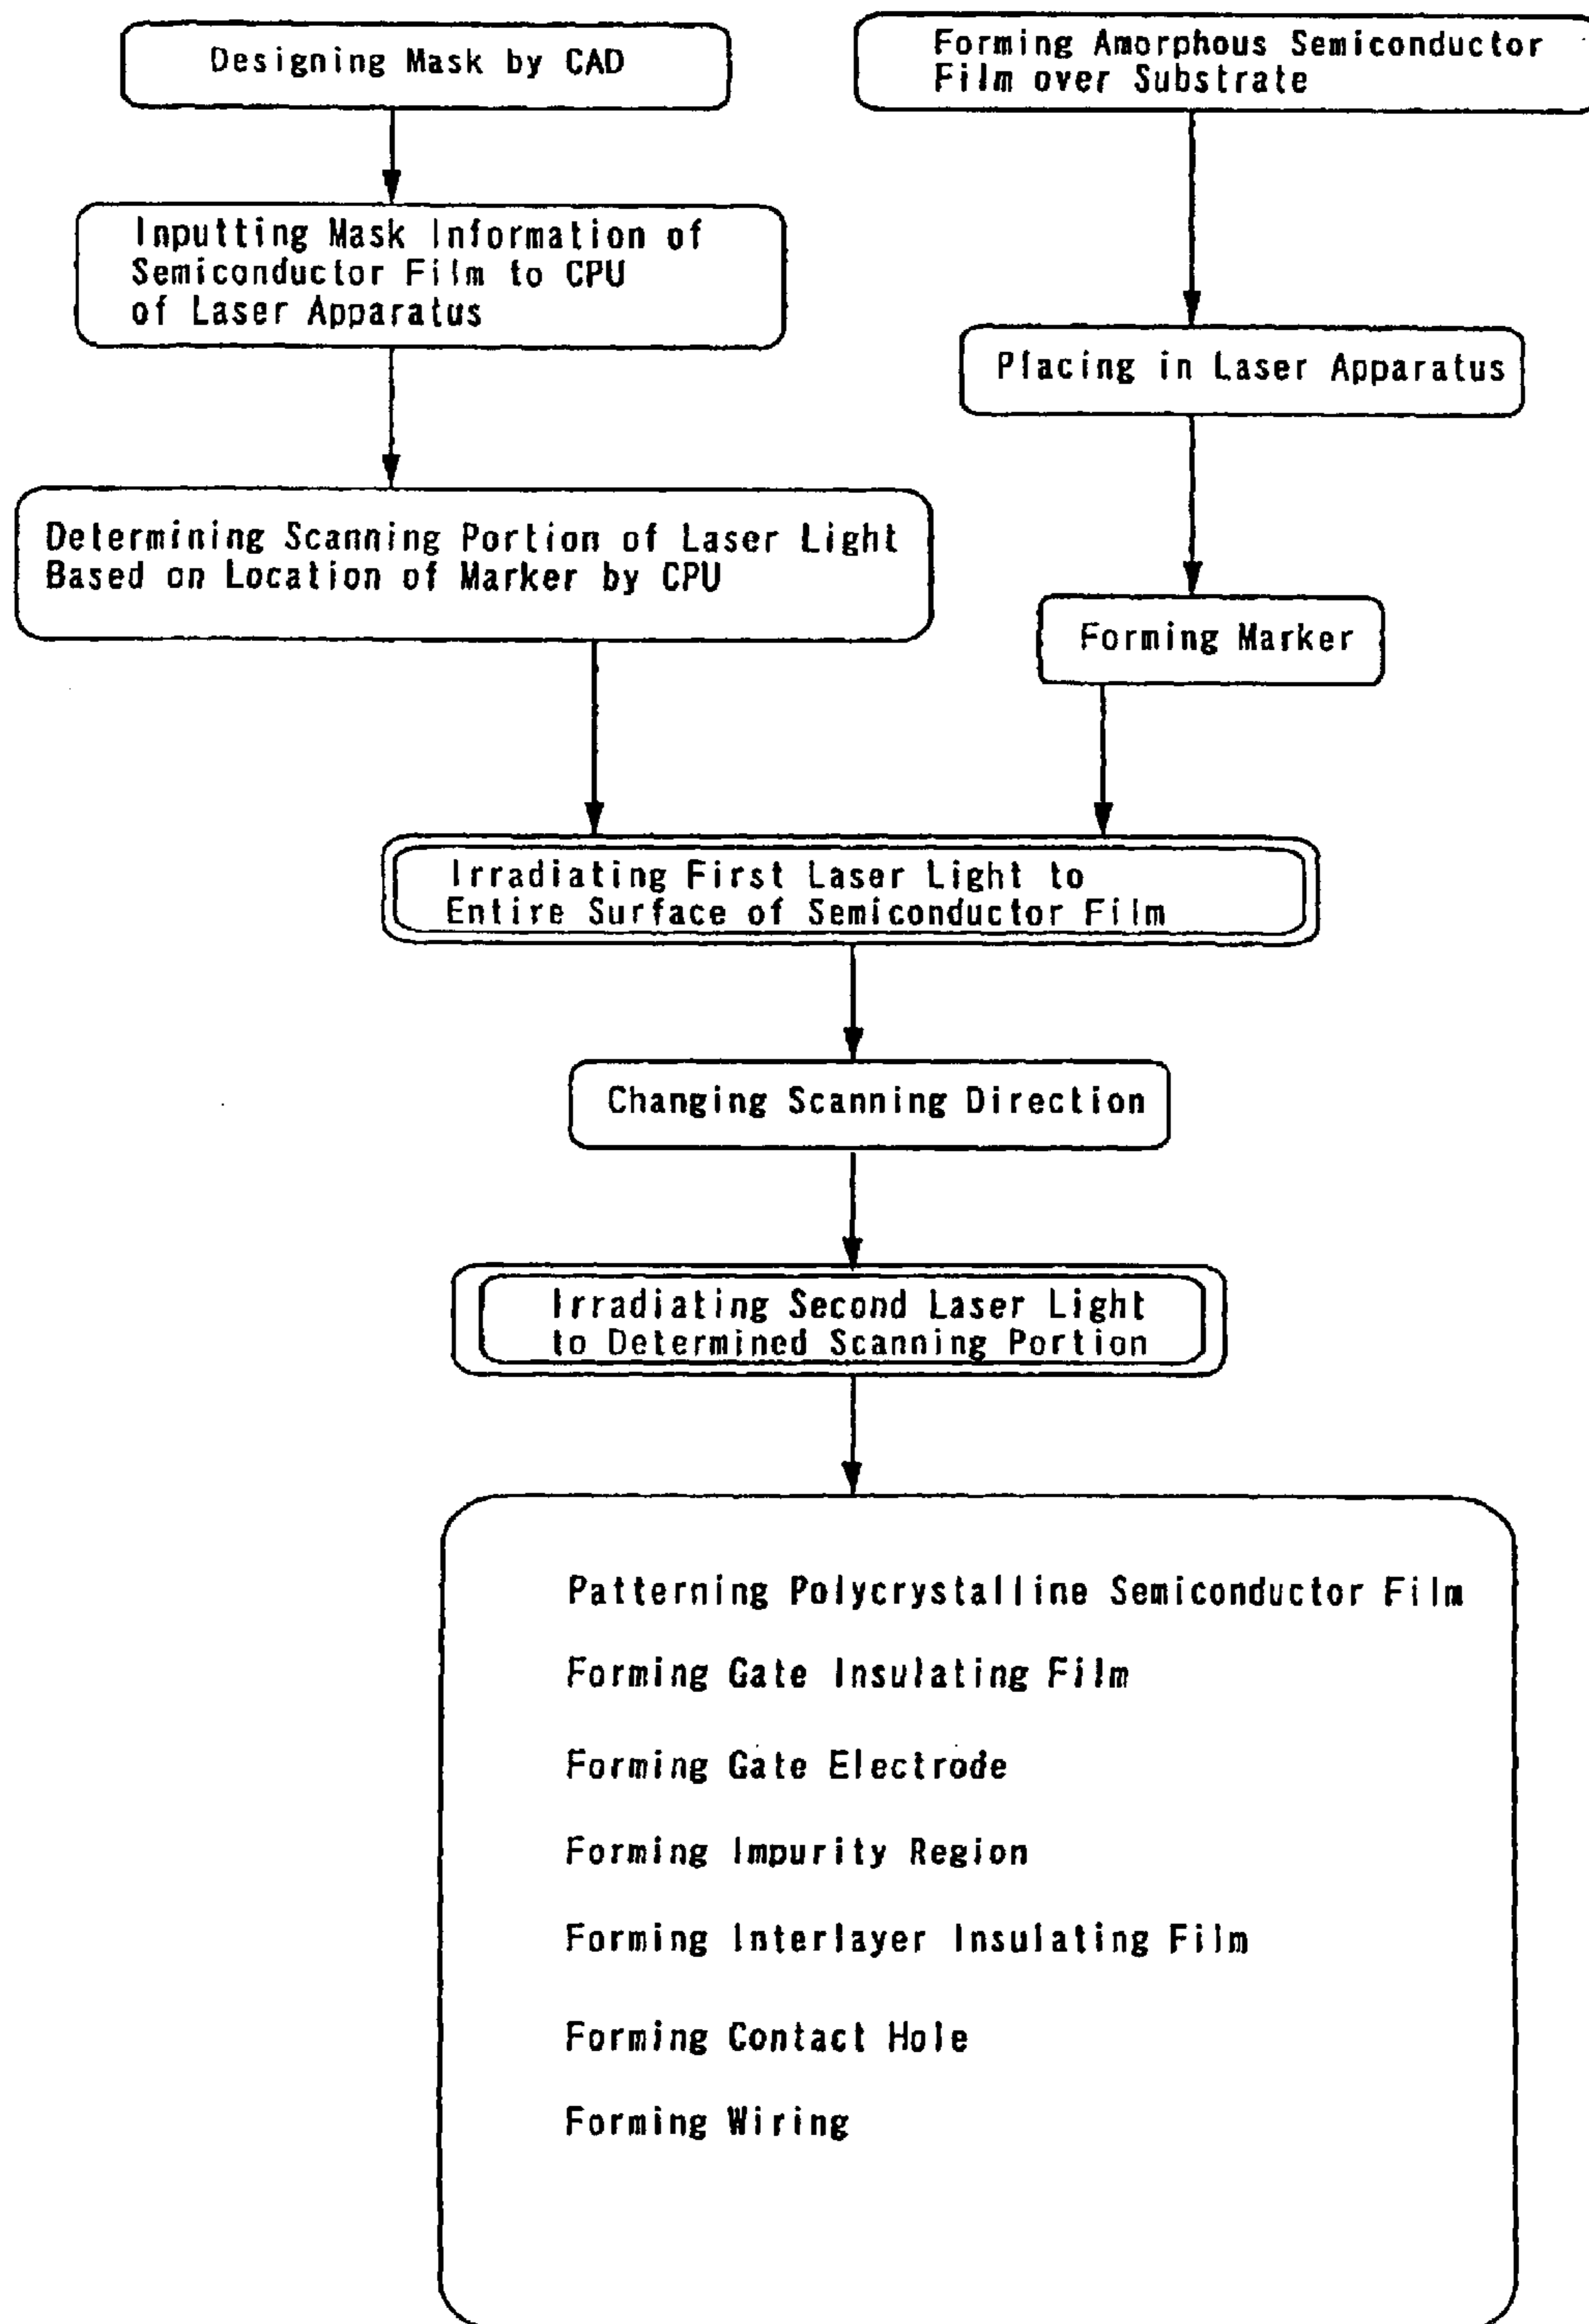 Designing Mask by CAD
Forming Amorphous Semiconductor
Film over Substrate
Inputting Mask Information of
Semiconductor Film to CPU
of Laser Apparatus
Placing in Laser Apparatus
Determining Scanning Portion of Laser Light
Based on Location of Marker by CPU
Forming Marker
Irradiating First Laser Light to
Entire Surface of Semiconductor Film
Changing Scanning Direction
Irradiating Second Laser Light
to Determined Scanning Portion
Patterning Polycrystalline Semiconductor Film
Forming Gate Insulating Film
Forming Gate Electrode
Forming Impurity Region
Forming Interlayer Insulating Film
Forming Contact Hole
Forming Wiring